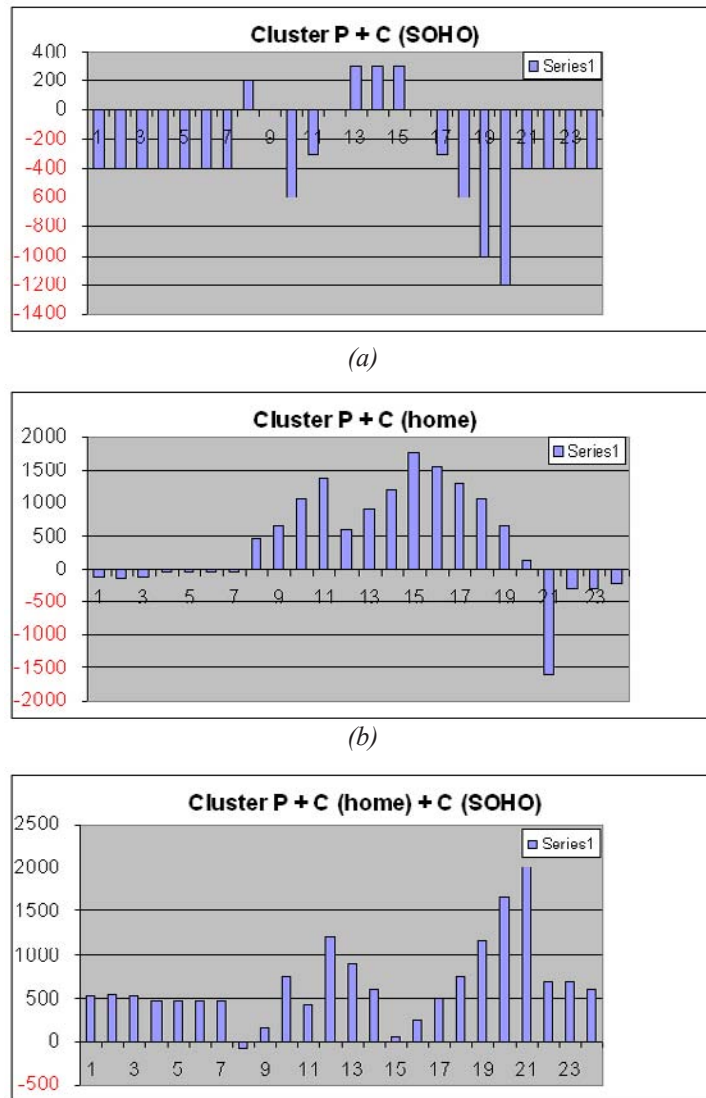 Cluster P + C (SOHO)
Series1
400
200
0
-200
-400
600
-800
-1000
-1200
-1400
1 3 5 7 9 11 13 15 17 19 21 23
(a)
Cluster P + C (home)
Series1
2000
1500
1000
500
0
-500
-1000
-1500
-2000
1 3 5 7 9 11 13 15 17 19 21 23
(b)
Cluster P + C (home) + C (SOHO)
Series1
2500
2000
1500
1000
500
0
-500
1 3 5 7 9 11 13 15 17 19 21 23